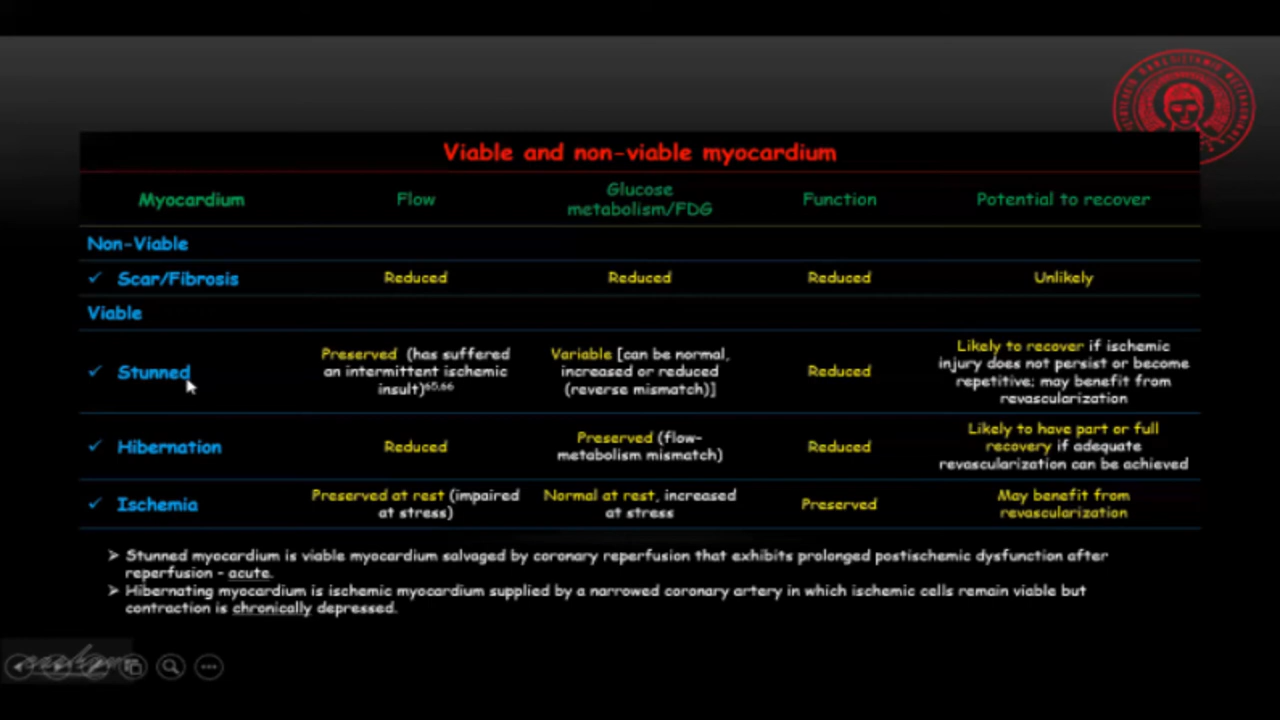 Viable and non-viable myocardium
Myocardium Flow Glucose metabolism/FDG Function Potential to recover
Non-Viable
✓ Scar/Fibrosis Reduced Reduced Reduced Unlikely
Viable
✓ Stunned Preserved (has suffered an intermittent ischemic insult)65,66 Variable [can be normal, increased or reduced (reverse mismatch)] Reduced Likely to recover if ischemic injury does not persist or become repetitive; may benefit from revascularization
✓ Hibernation Reduced Preserved (flow-metabolism mismatch) Reduced Likely to have part or full recovery if adequate revascularization can be achieved
✓ Ischemia Preserved at rest (impaired at stress) Normal at rest, increased at stress Preserved May benefit from revascularization
➢ Stunned myocardium is viable myocardium salvaged by coronary reperfusion that exhibits prolonged postischemic dysfunction after
reperfusion - acute.
➢ Hibernating myocardium is ischemic myocardium supplied by a narrowed coronary artery in which ischemic cells remain viable but
contraction is chronically depressed.